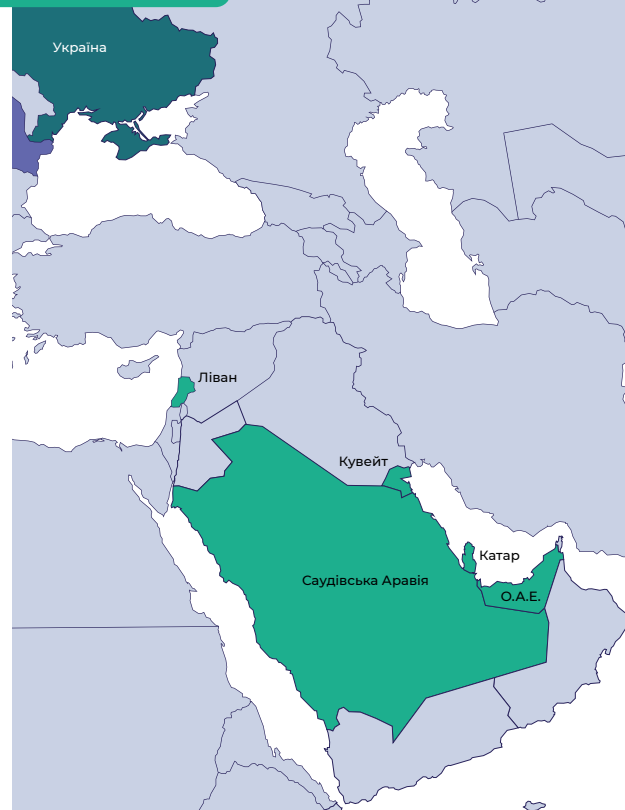 Україна
Ліван
Кувейт
Катар
Саудівська Аравія
О.А.Е.